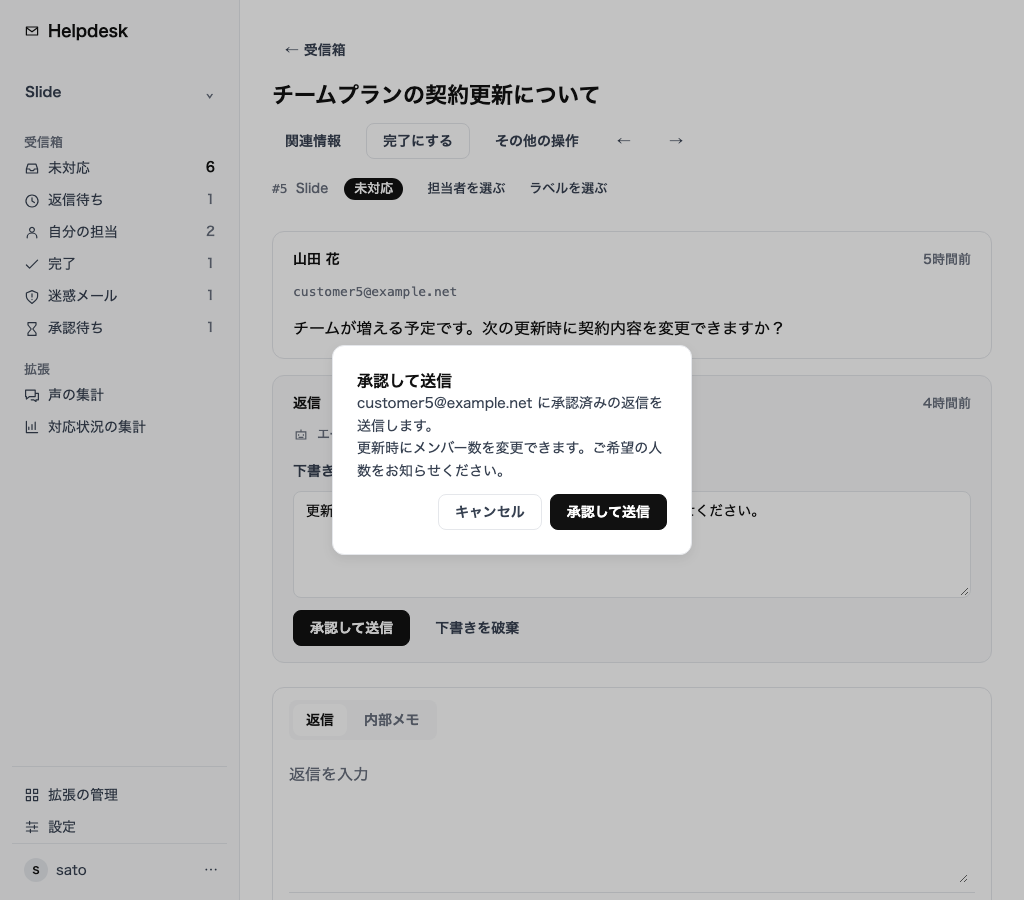 Helpdesk
Slide
受信箱
未対応 6
返信待ち 1
自分の担当 2
完了 1
迷惑メール 1
承認待ち 1
拡張
声の集計
対応状況の集計
拡張の管理
設定
S sato ...
← 受信箱
チームプランの契約更新について
関連情報 完了にする その他の操作 ← →
#5 Slide 未対応 担当者を選ぶ ラベルを選ぶ
山田 花 5時間前
customer5@example.net
チームが増える予定です。次の更新時に契約内容を変更できますか？
返信 4時間前
下書き
更新
ください。
承認して送信
customer5@example.net に承認済みの返信を
送信します。
更新時にメンバー数を変更できます。ご希望の人
数をお知らせください。
キャンセル 承認して送信
承認して送信 下書きを破棄
返信 内部メモ
返信を入力